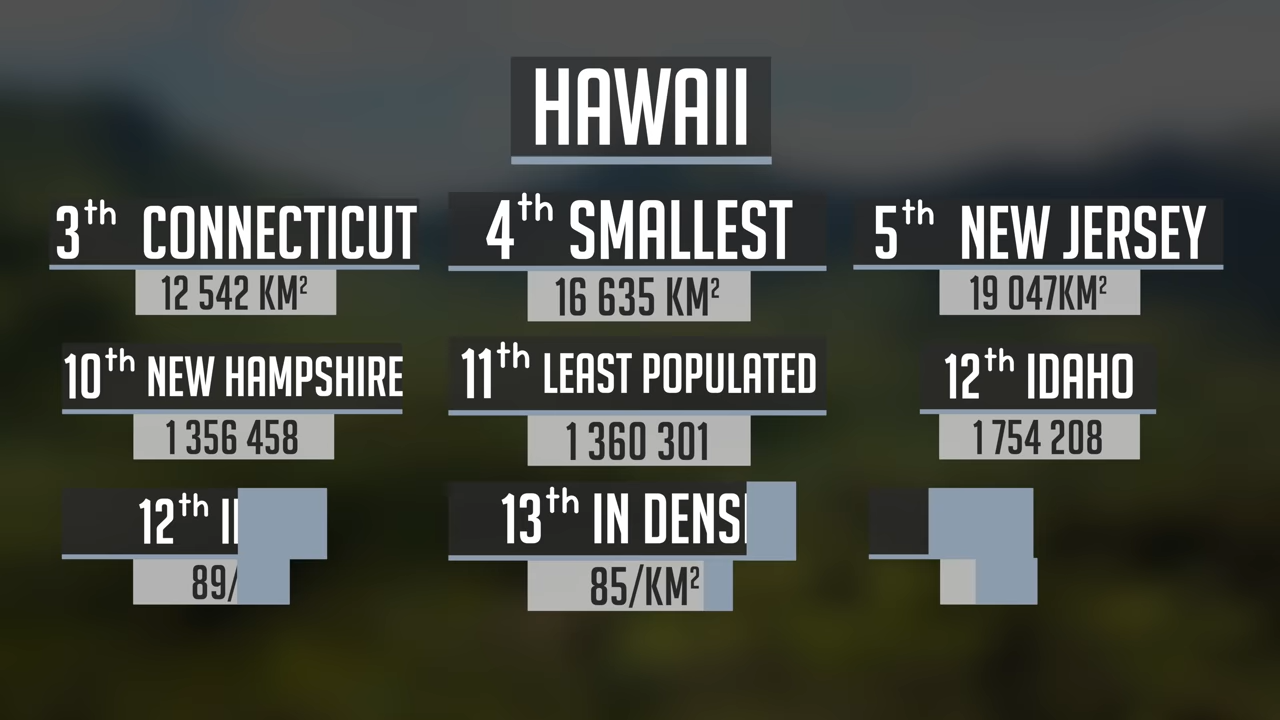 HAWAII
3th CONNECTICUT
4th SMALLEST
5th NEW JERSEY
12 542 KM²
16 635 KM²
19 047KM²
10th NEW HAMPSHIRE
11th LEAST POPULATED
12th IDAHO
1 356 458
1 360 301
1 754 208
12th
13th IN
89/
85/KM²